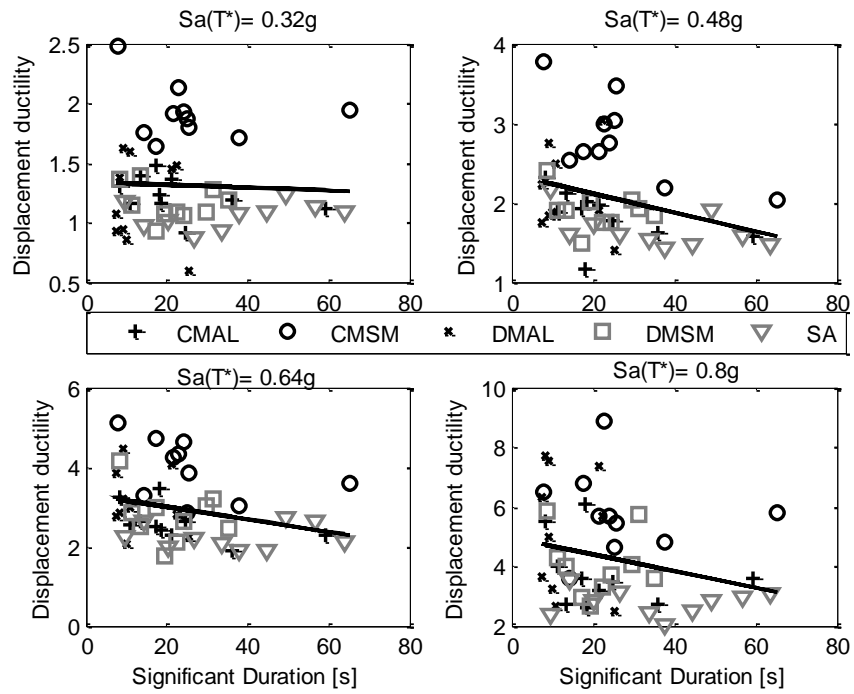 Sa(T*)= 0.32g
Sa(T*)= 0.48g
Displacement ductility
2.5
2
1.5
1
0.5
0 20 40 60 80
Displacement ductility
4
3
2
1
0 20 40 60 80
CMAL CMSM DMAL DMSM SA
Sa(T*)= 0.64g
Sa(T*)= 0.8g
Displacement ductility
6
4
2
0
0 20 40 60 80
Significant Duration [s]
Displacement ductility
10
8
6
4
2
0 20 40 60 80
Significant Duration [s]